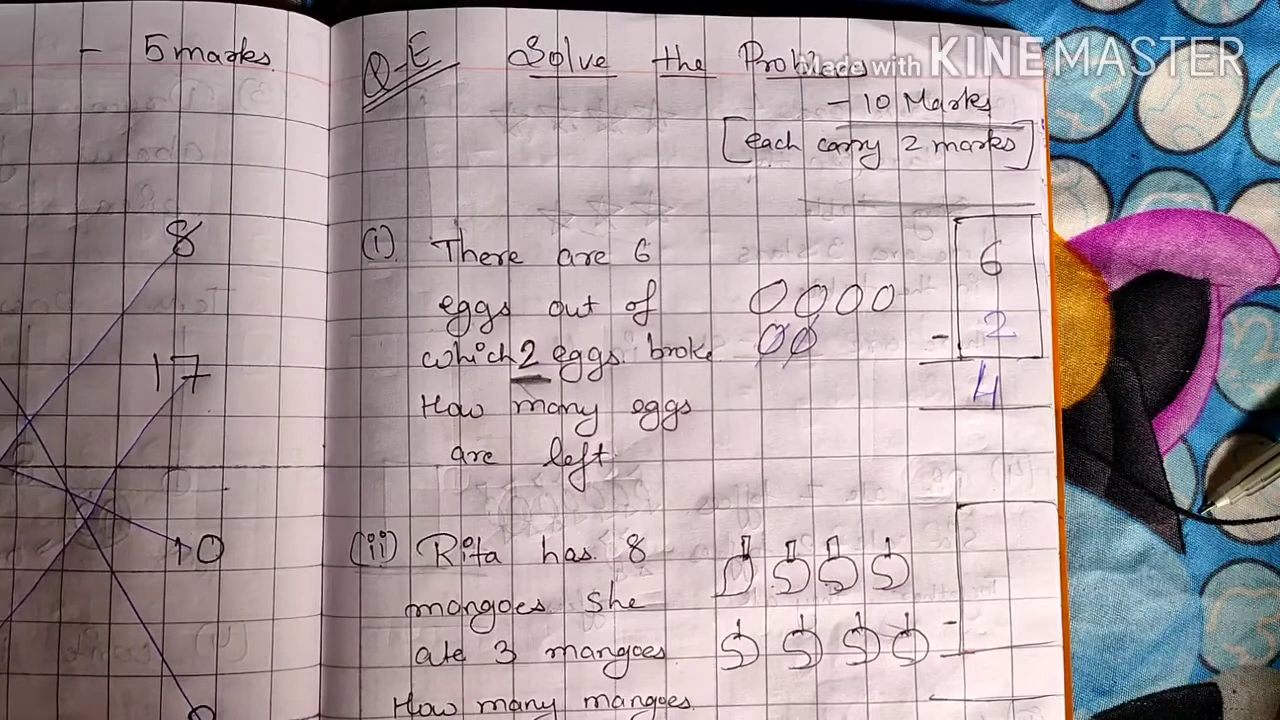 - 5 marks
8
17
10
Made with KINEMASTER
Q-E Solve the Problems
- 10 Marks
[each carry 2 marks]
(i) There are 6
eggs out of
which 2 eggs broke
How many eggs
are left.
6
- 2
4
(ii) Rita has 8
mangoes. She
ate 3 mangoes.
How many mangoes
-